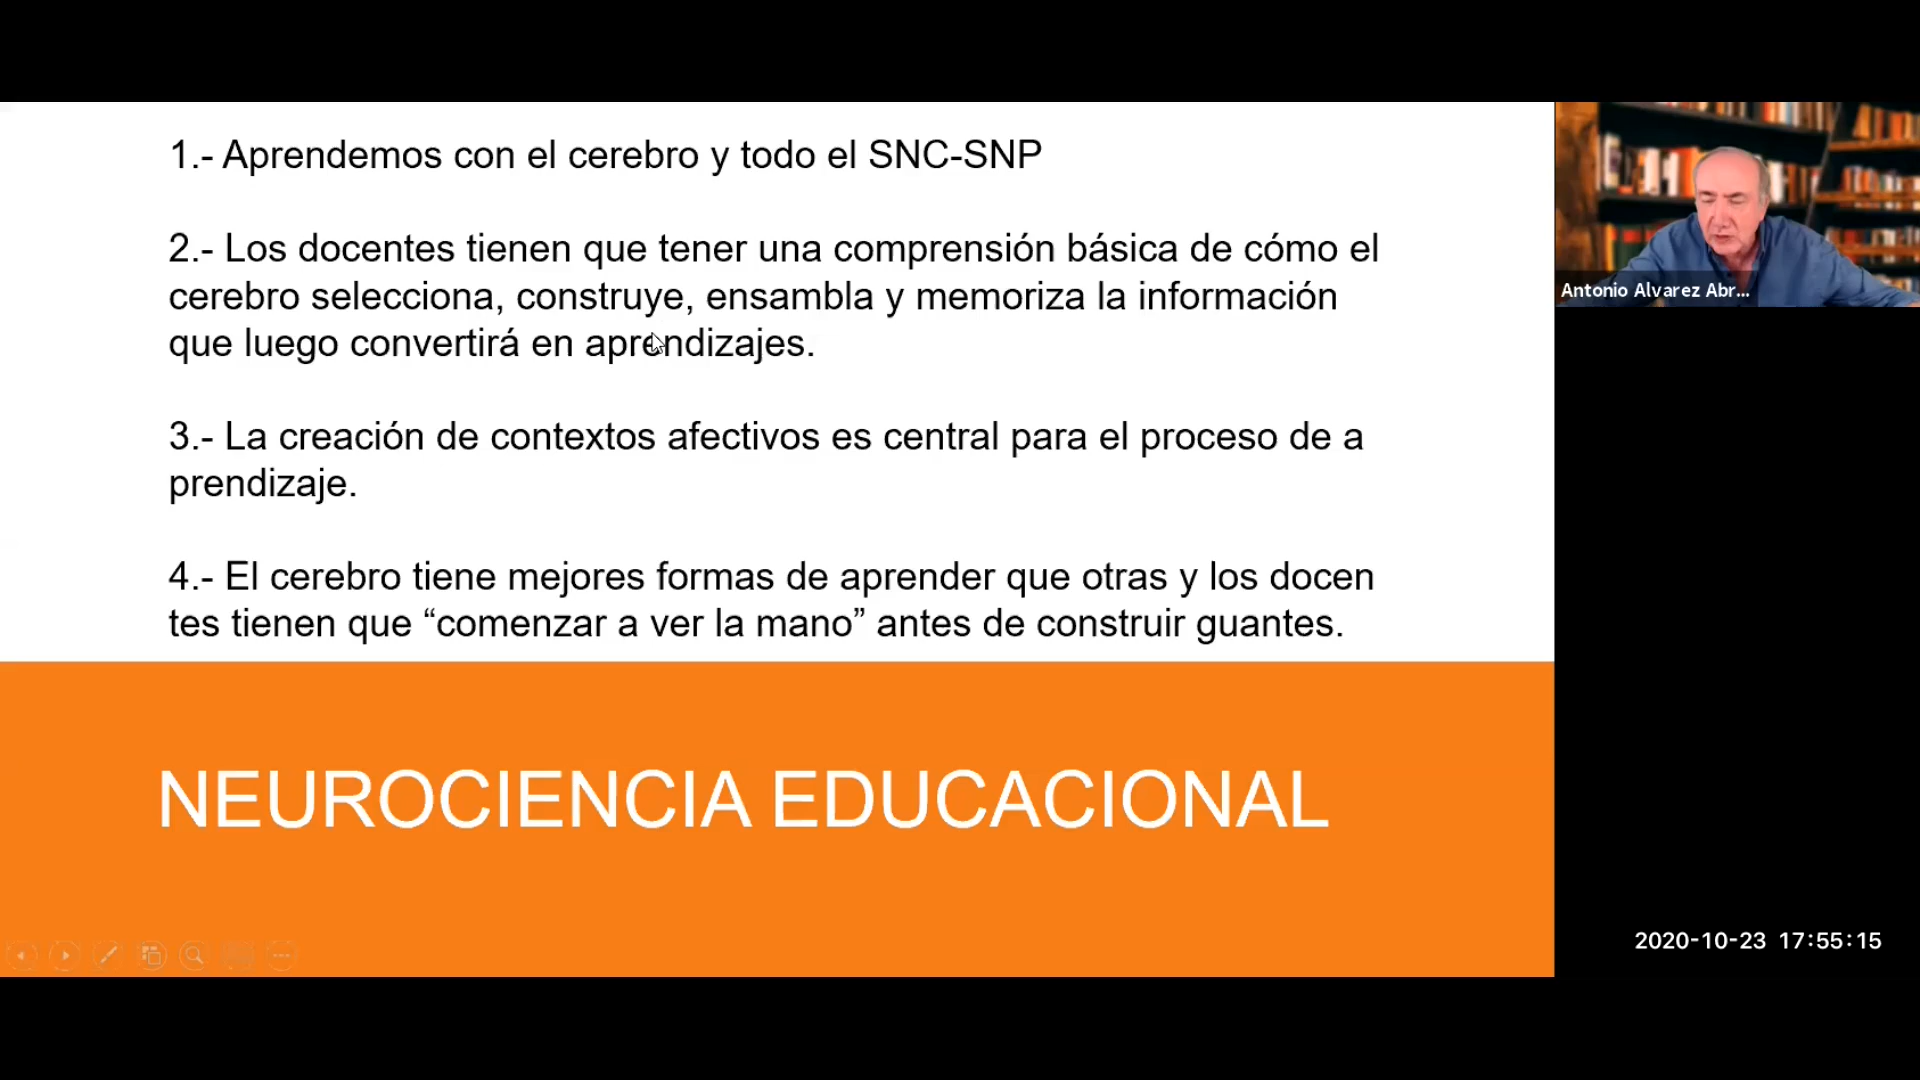 1.- Aprendemos con el cerebro y todo el SNC-SNP
2.- Los docentes tienen que tener una comprensión básica de cómo el
cerebro selecciona, construye, ensambla y memoriza la información
que luego convertirá en aprendizajes.
3.- La creación de contextos afectivos es central para el proceso de a
prendizaje.
4.- El cerebro tiene mejores formas de aprender que otras y los docen
tes tienen que “comenzar a ver la mano” antes de construir guantes.
NEUROCIENCIA EDUCACIONAL
Antonio Alvarez Abr...
2020-10-23 17:55:15